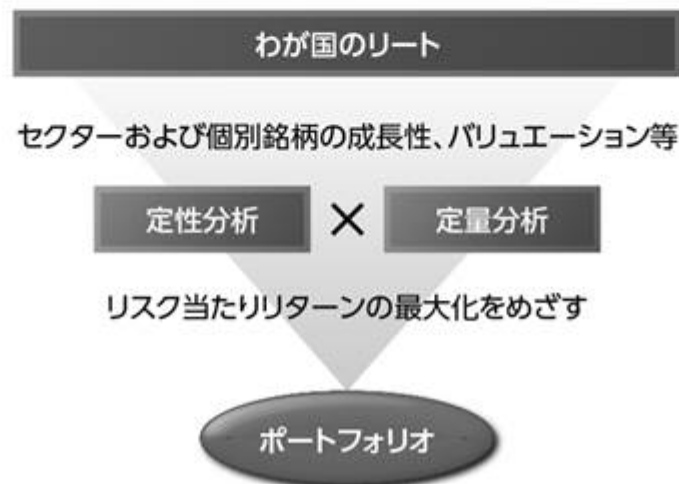 わが国のリート
セクターおよび個別銘柄の成長性、バリュエーション等
定性分析 × 定量分析
リスク当たりリターンの最大化をめざす
ポートフォリオ